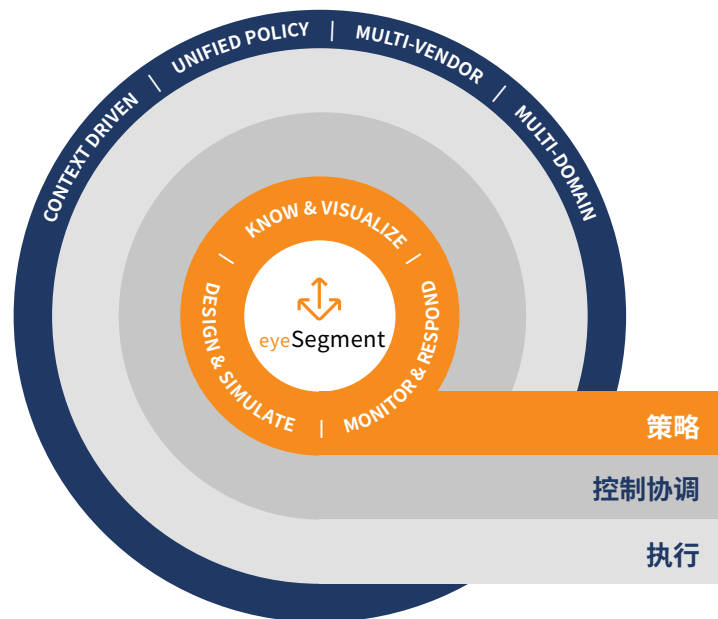 CONTEXT DRIVEN | UNIFIED POLICY | MULTI-VENDOR | MULTI-DOMAIN
KNOW & VISUALIZE | MONITOR & RESPOND | DESIGN & SIMULATE |
eyeSegment
策略
控制协调
执行